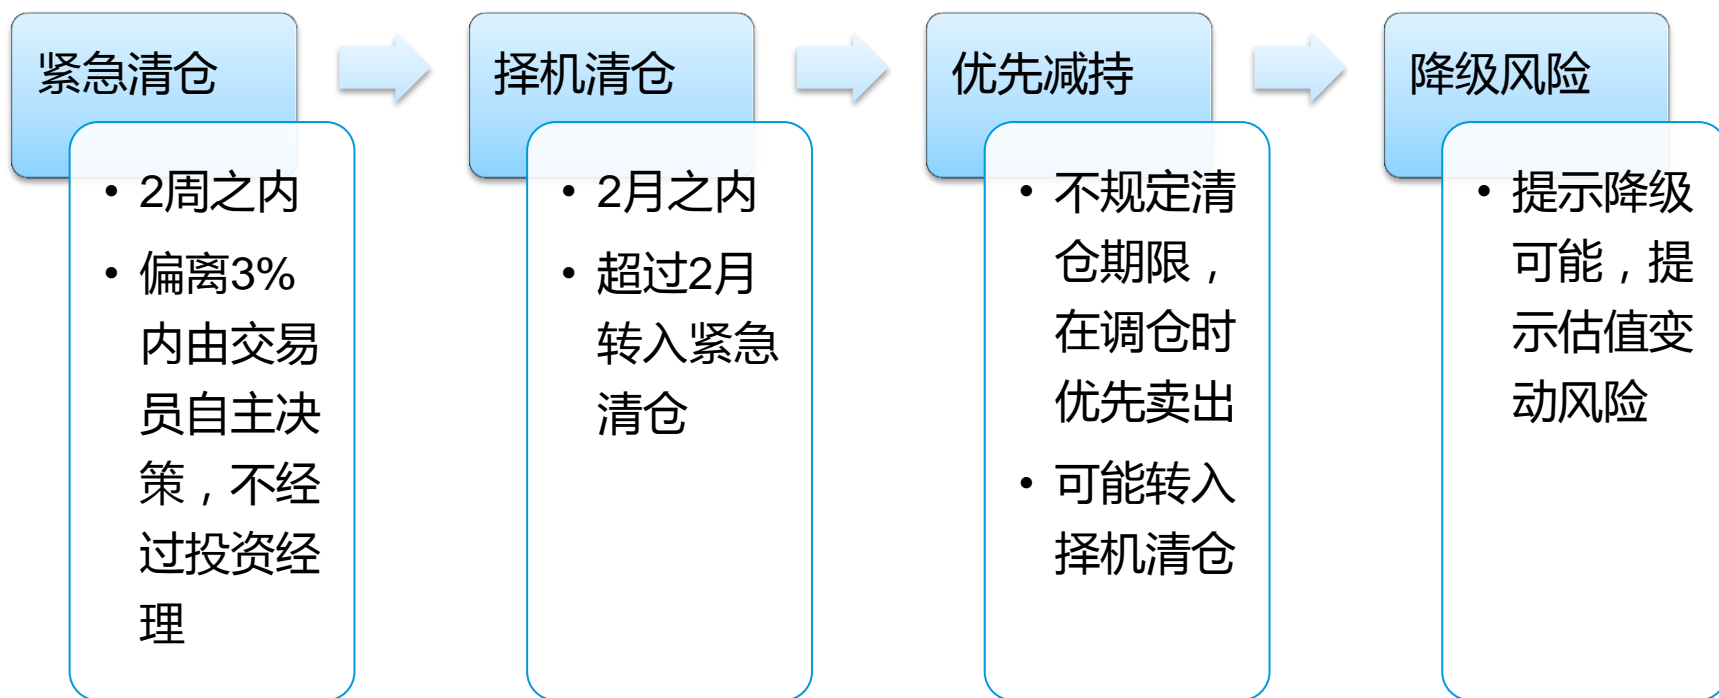 紧急清仓
• 2周之内
• 偏离3%
内由交易
员自主决
策，不经
过投资经
理
择机清仓
• 2月之内
• 超过2月
转入紧急
清仓
优先减持
• 不规定清
仓期限，
在调仓时
优先卖出
• 可能转入
择机清仓
降级风险
• 提示降级
可能，提
示估值变
动风险